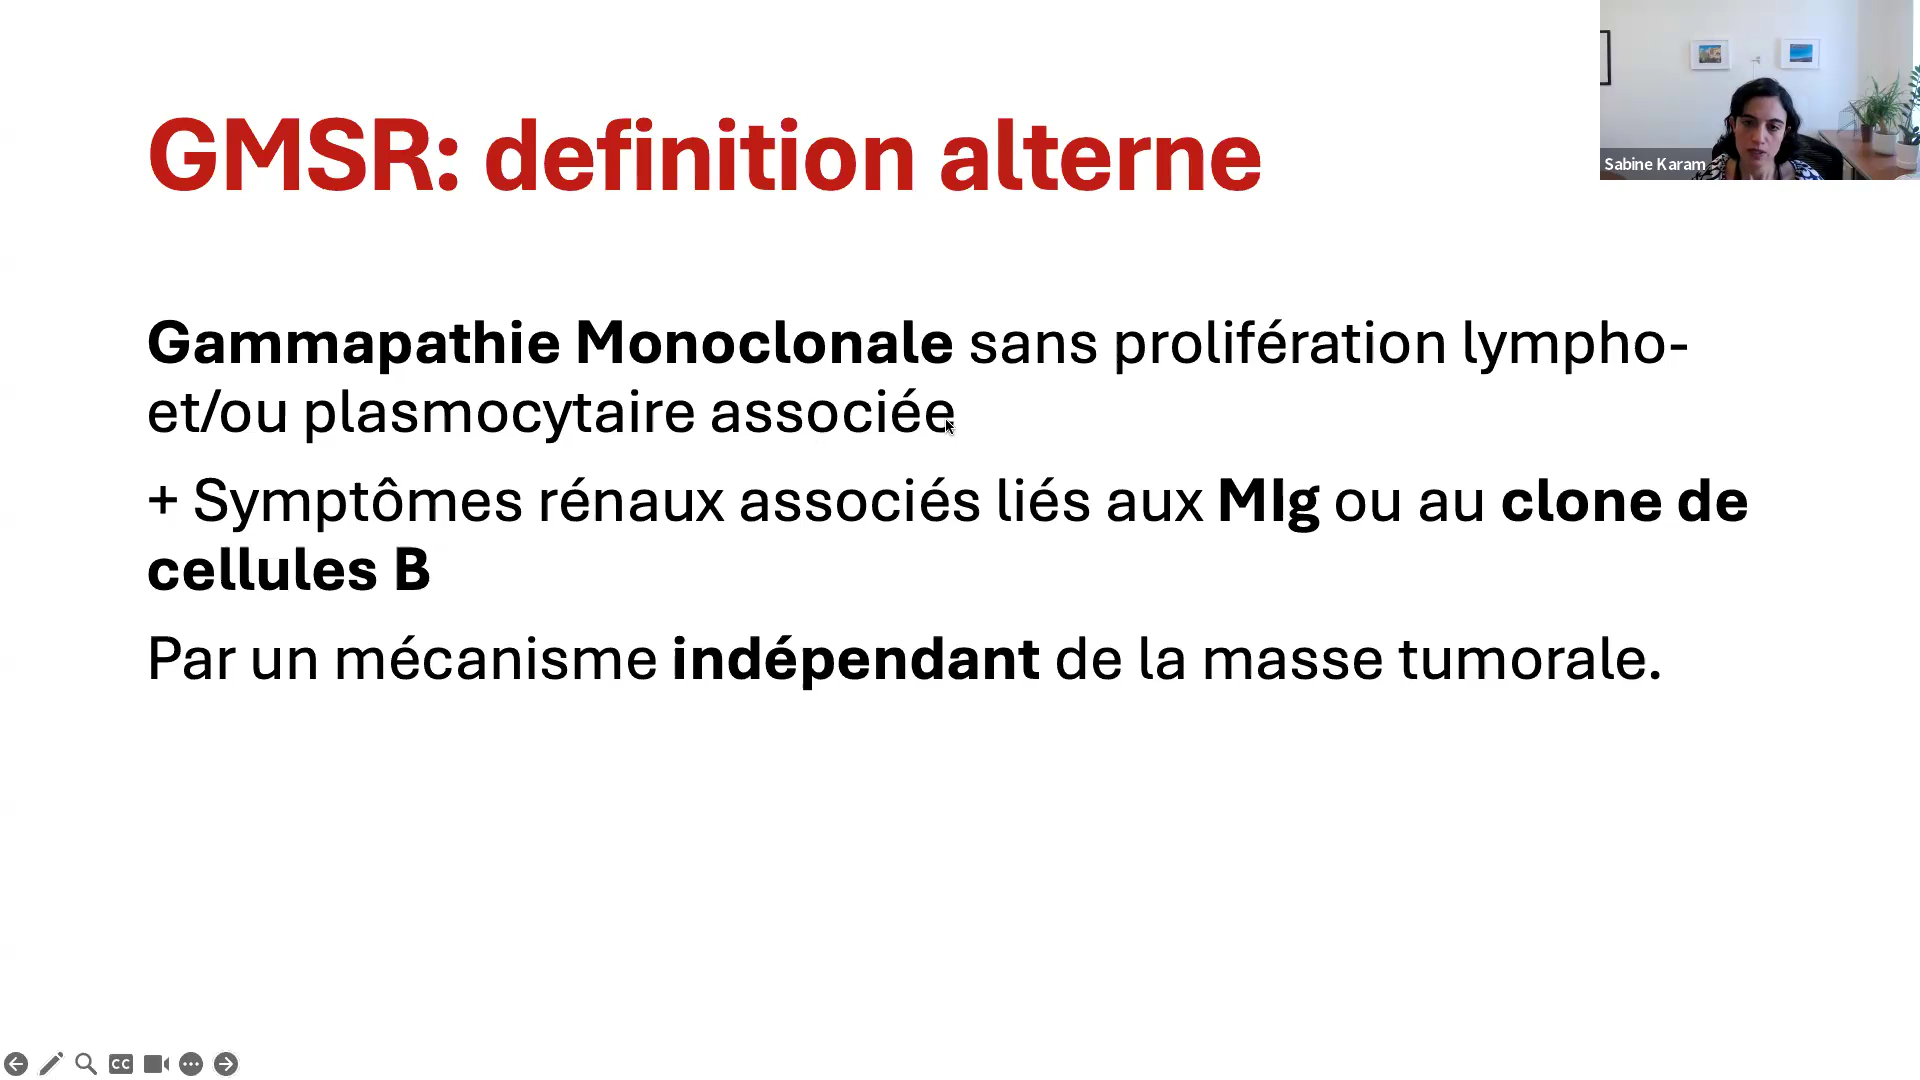 GMSR: definition alterne
Sabine Karam
Gammapathie Monoclonale sans prolifération lympho-
et/ou plasmocytaire associée
+ Symptômes rénaux associés liés aux MIg ou au clone de
cellules B
Par un mécanisme indépendant de la masse tumorale.
CC